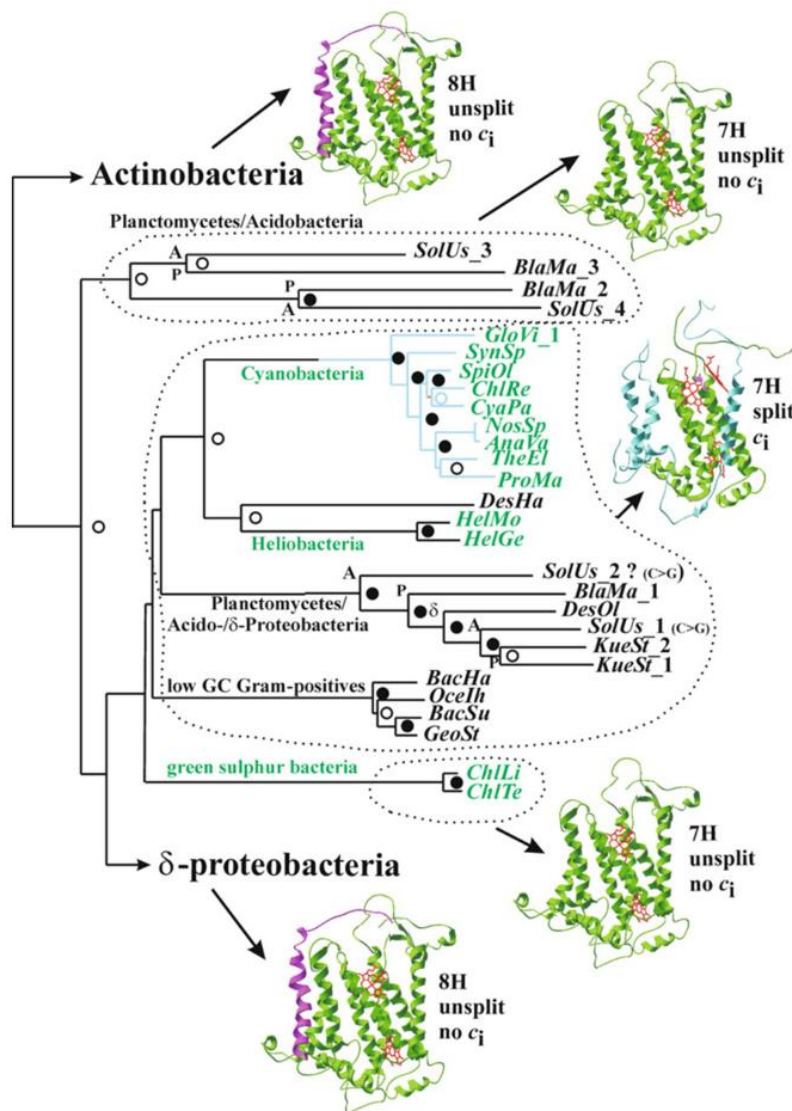 8H
unsplit
no ci
7H
unsplit
no ci
Actinobacteria
Planctomycetes/Acidobacteria
A
SolUs_3
P
BlaMa_3
P
BlaMa_2
A
SolUs_4
GloVi_1
SynSp
Cyanobacteria
SpiOl
ChlRe
CyaPa
NosSp
AnaVa
TheEl
ProMa
7H
split
ci
DesHa
HelMo
Heliobacteria
HelGe
A
SolUs_2 ? (C>G)
P
BlaMa_1
Planctomycetes/
Acido-/δ-Proteobacteria
δ
DesOl
A
SolUs_1 (C>G)
KueSt_2
P
KueSt_1
low GC Gram-positives
BacHa
OceIh
BacSu
GeoSt
green sulphur bacteria
ChlLi
ChlTe
7H
unsplit
no ci
δ-proteobacteria
8H
unsplit
no ci